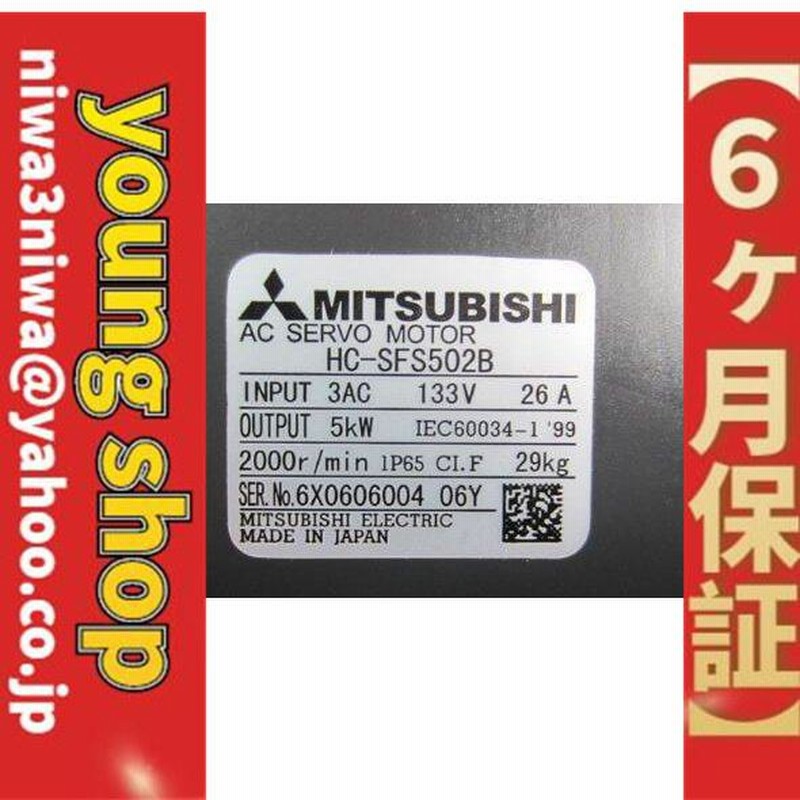 young shop
niwa3niwa@yahoo.co.jp
MITSUBISHI
AC SERVO MOTOR
HC-SFS502B
INPUT 3AC 133V 26A
OUTPUT 5kW IEC60034-1 '99
2000r/min IP65 CI.F 29kg
SER.No.6X0606004 06Y
MITSUBISHI ELECTRIC
MADE IN JAPAN
【6ヶ月保証】